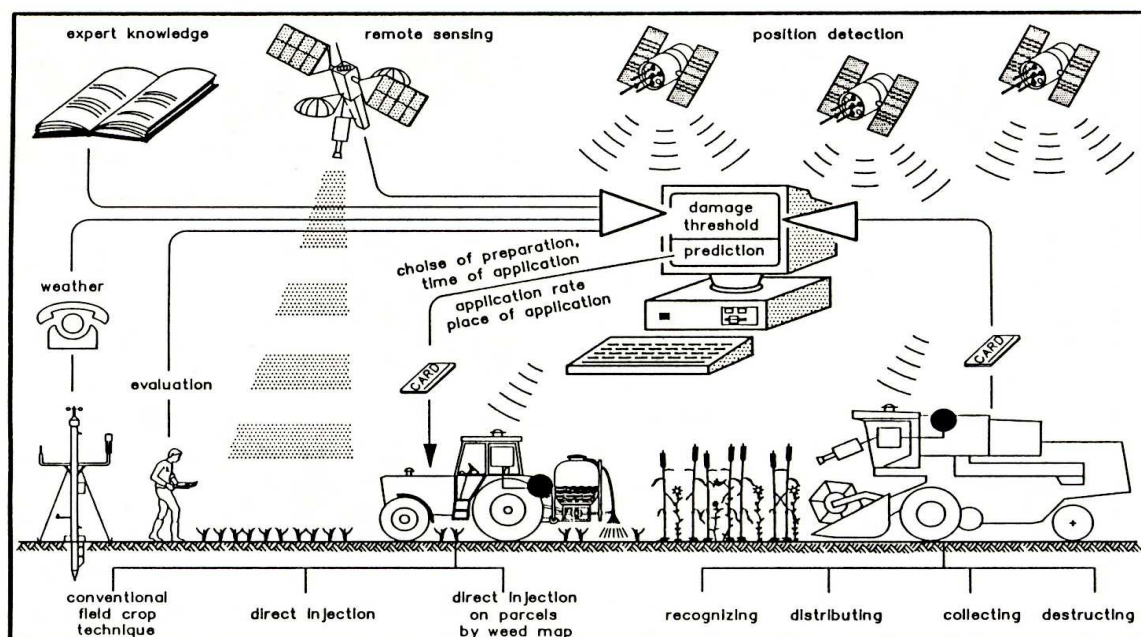 expert knowledge
remote sensing
position detection
damage
threshold
prediction
choise of preparation,
time of application
application rate
place of application
weather
evaluation
CARD
CARD
conventional
field crop
technique
direct injection
direct injection
on parcels
by weed map
recognizing
distributing
collecting
destructing